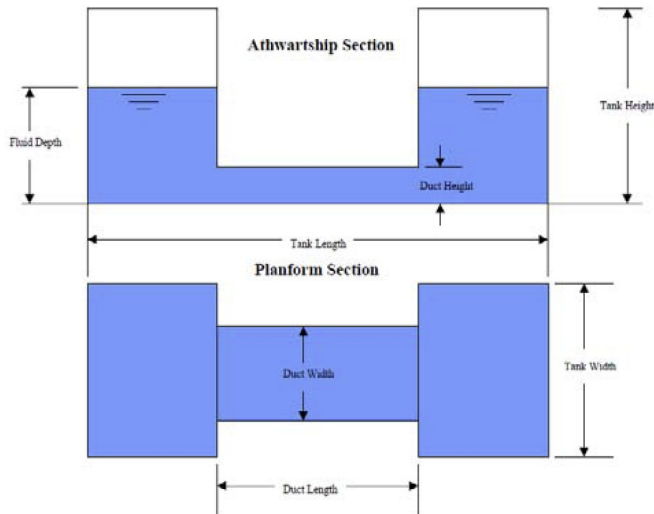 Athwartship Section
Tank Height
Fluid Depth
Duct Height
Tank Length
Planform Section
Duct Width
Tank Width
Duct Length